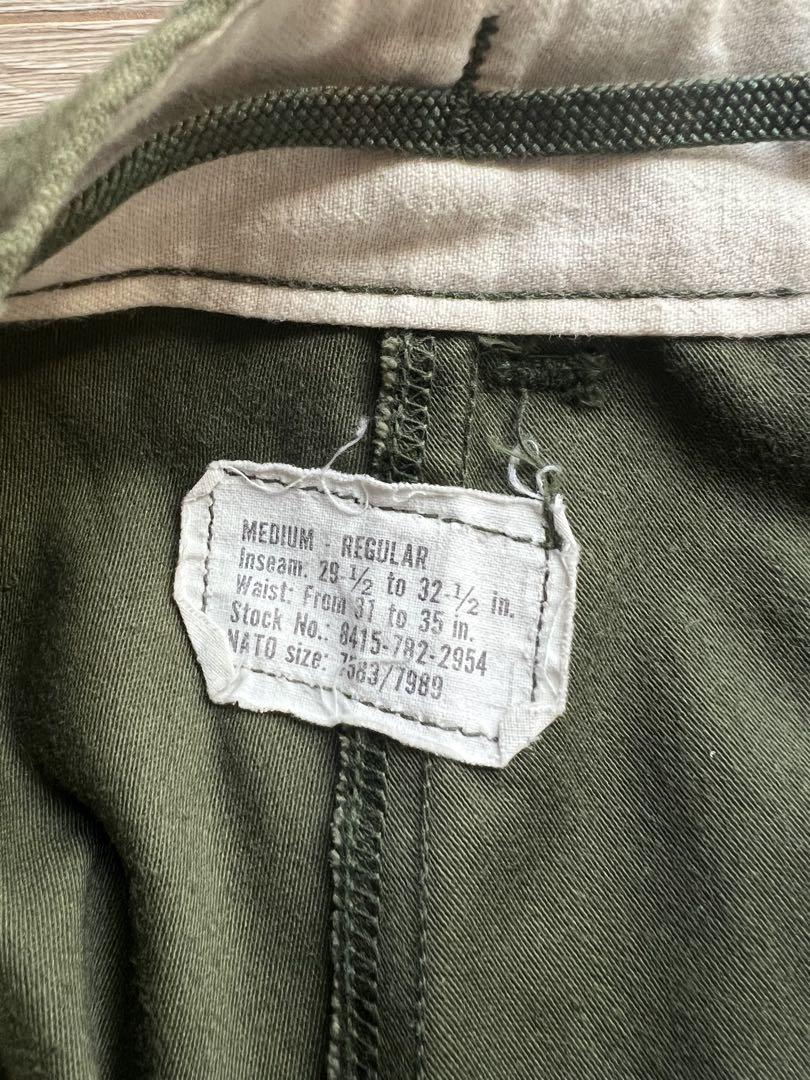 MEDIUM - REGULAR
Inseam. 29-1/2 to 32-1/2 in.
Waist: From 31 to 35 in.
Stock No.: 8415-782-2954
NATO size: 7583/7989